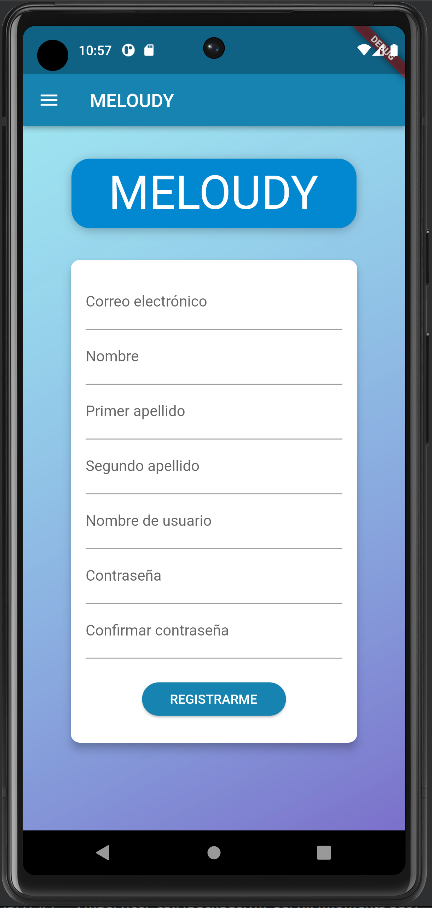 10:57
DEBUG
MELOUDY
MELOUDY
Correo electrónico
Nombre
Primer apellido
Segundo apellido
Nombre de usuario
Contraseña
Confirmar contraseña
REGISTRARME